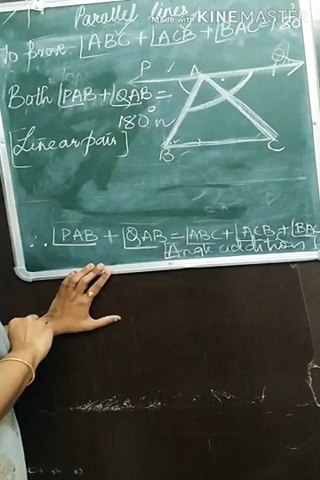 Parallel lines
Made with KINEMASTER
To prove. ∠ABC + ∠ACB + ∠BAC 180°
P A Q
Both ∠PAB + ∠QAB =
180°
[Linear pair]
B C
∴ ∠PAB + ∠QAB = ∠ABC + ∠ACB + ∠BAC
[Angle addition]